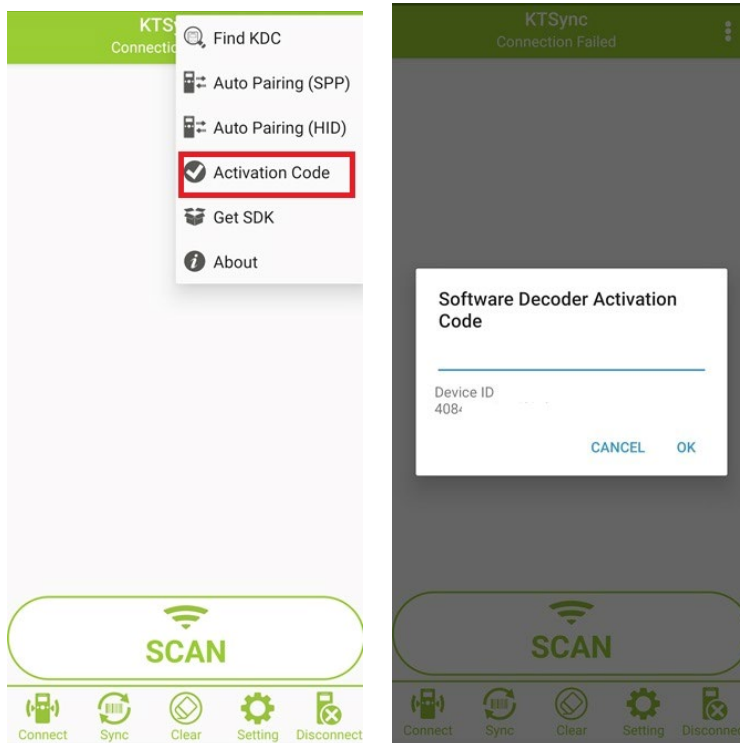 KTS
Connectio
Find KDC
Auto Pairing (SPP)
Auto Pairing (HID)
Activation Code
Get SDK
About
SCAN
Connect Sync Clear Setting Disconnect
KTSync
Connection Failed
Software Decoder Activation
Code
Device ID
4084
CANCEL OK
SCAN
Connect Sync Clear Setting Disconnec